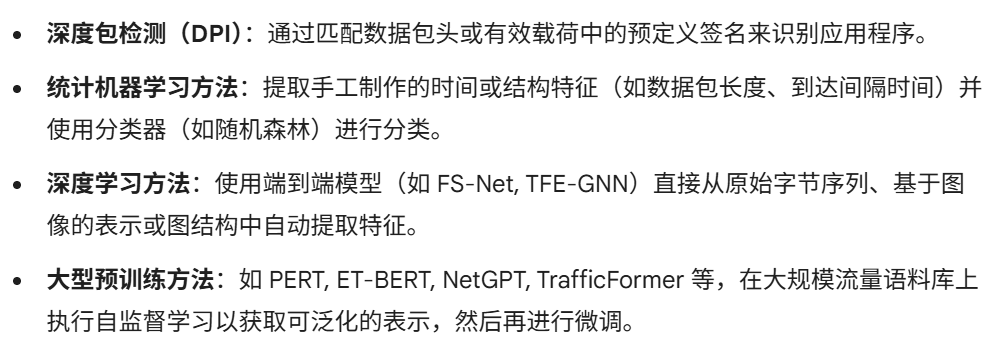 • 深度包检测（DPI）：通过匹配数据包头或有效载荷中的预定义签名来识别应用程序。
• 统计机器学习方法：提取手工制作的时间或结构特征（如数据包长度、到达间隔时间）并
使用分类器（如随机森林）进行分类。
• 深度学习方法：使用端到端模型（如 FS-Net, TFE-GNN）直接从原始字节序列、基于图
像的表示或图结构中自动提取特征。
• 大型预训练方法：如 PERT, ET-BERT, NetGPT, TrafficFormer 等，在大规模流量语料库上
执行自监督学习以获取可泛化的表示，然后再进行微调。